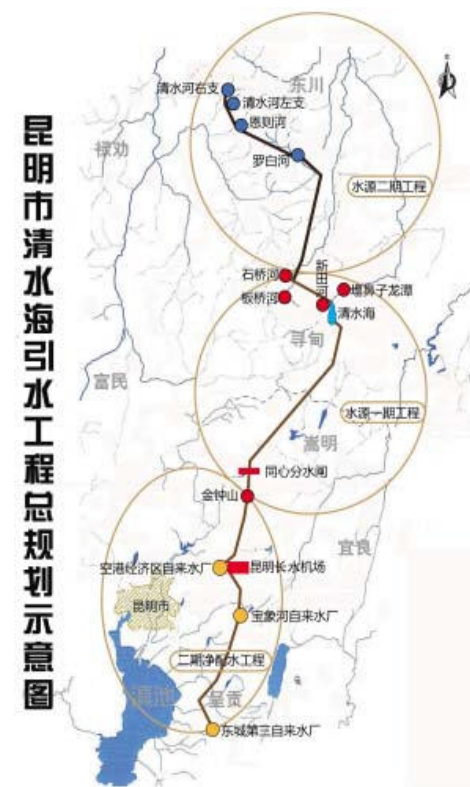 昆明市清水海引水工程总规划示意图
东川
清水河右支
清水河左支
恩则河
禄劝
罗白河
水源二期工程
石桥河
新田河
板桥河
塌鼻子龙潭
清水海
寻甸
富民
水源一期工程
嵩明
同心分水闸
金钟山
宜良
空港经济区自来水厂
昆明长水机场
昆明市
宝象河自来水厂
二期净配水工程
滇池
呈贡
东城第三自来水厂